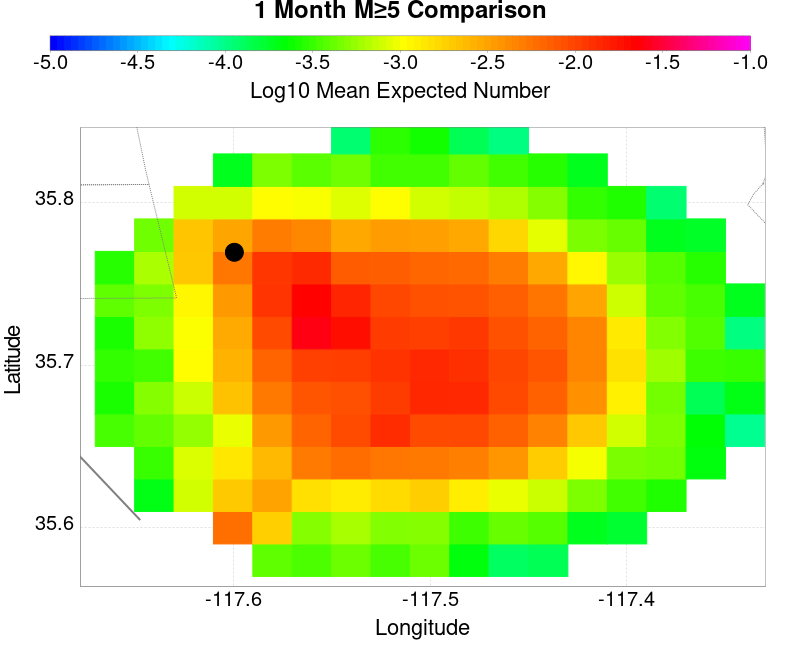 1 Month M≥5 Comparison
-5.0 -4.5 -4.0 -3.5 -3.0 -2.5 -2.0 -1.5 -1.0
Log10 Mean Expected Number
35.8
35.7
35.6
Latitude
-117.6 -117.5 -117.4
Longitude